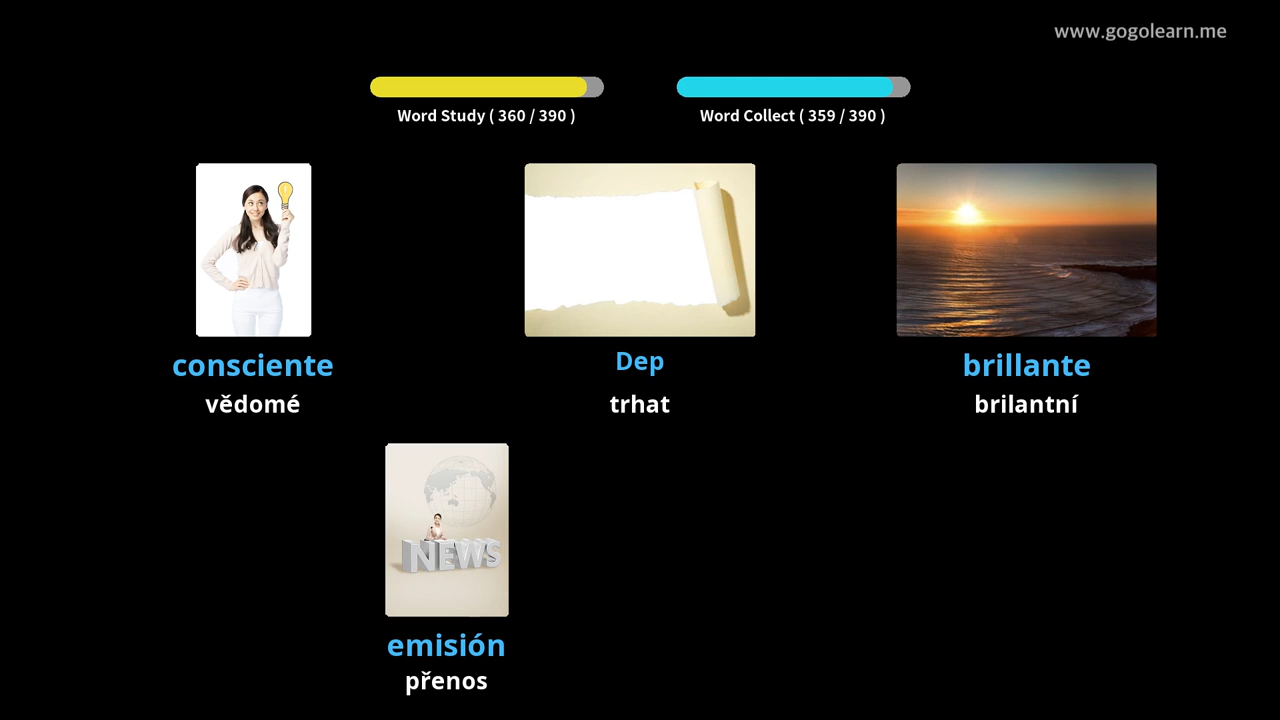 www.gogolearn.me
Word Study ( 360 / 390 )
Word Collect ( 359 / 390 )
consciente
vědomé
Dep
trhat
brillante
brilantní
NEWS
emisión
přenos